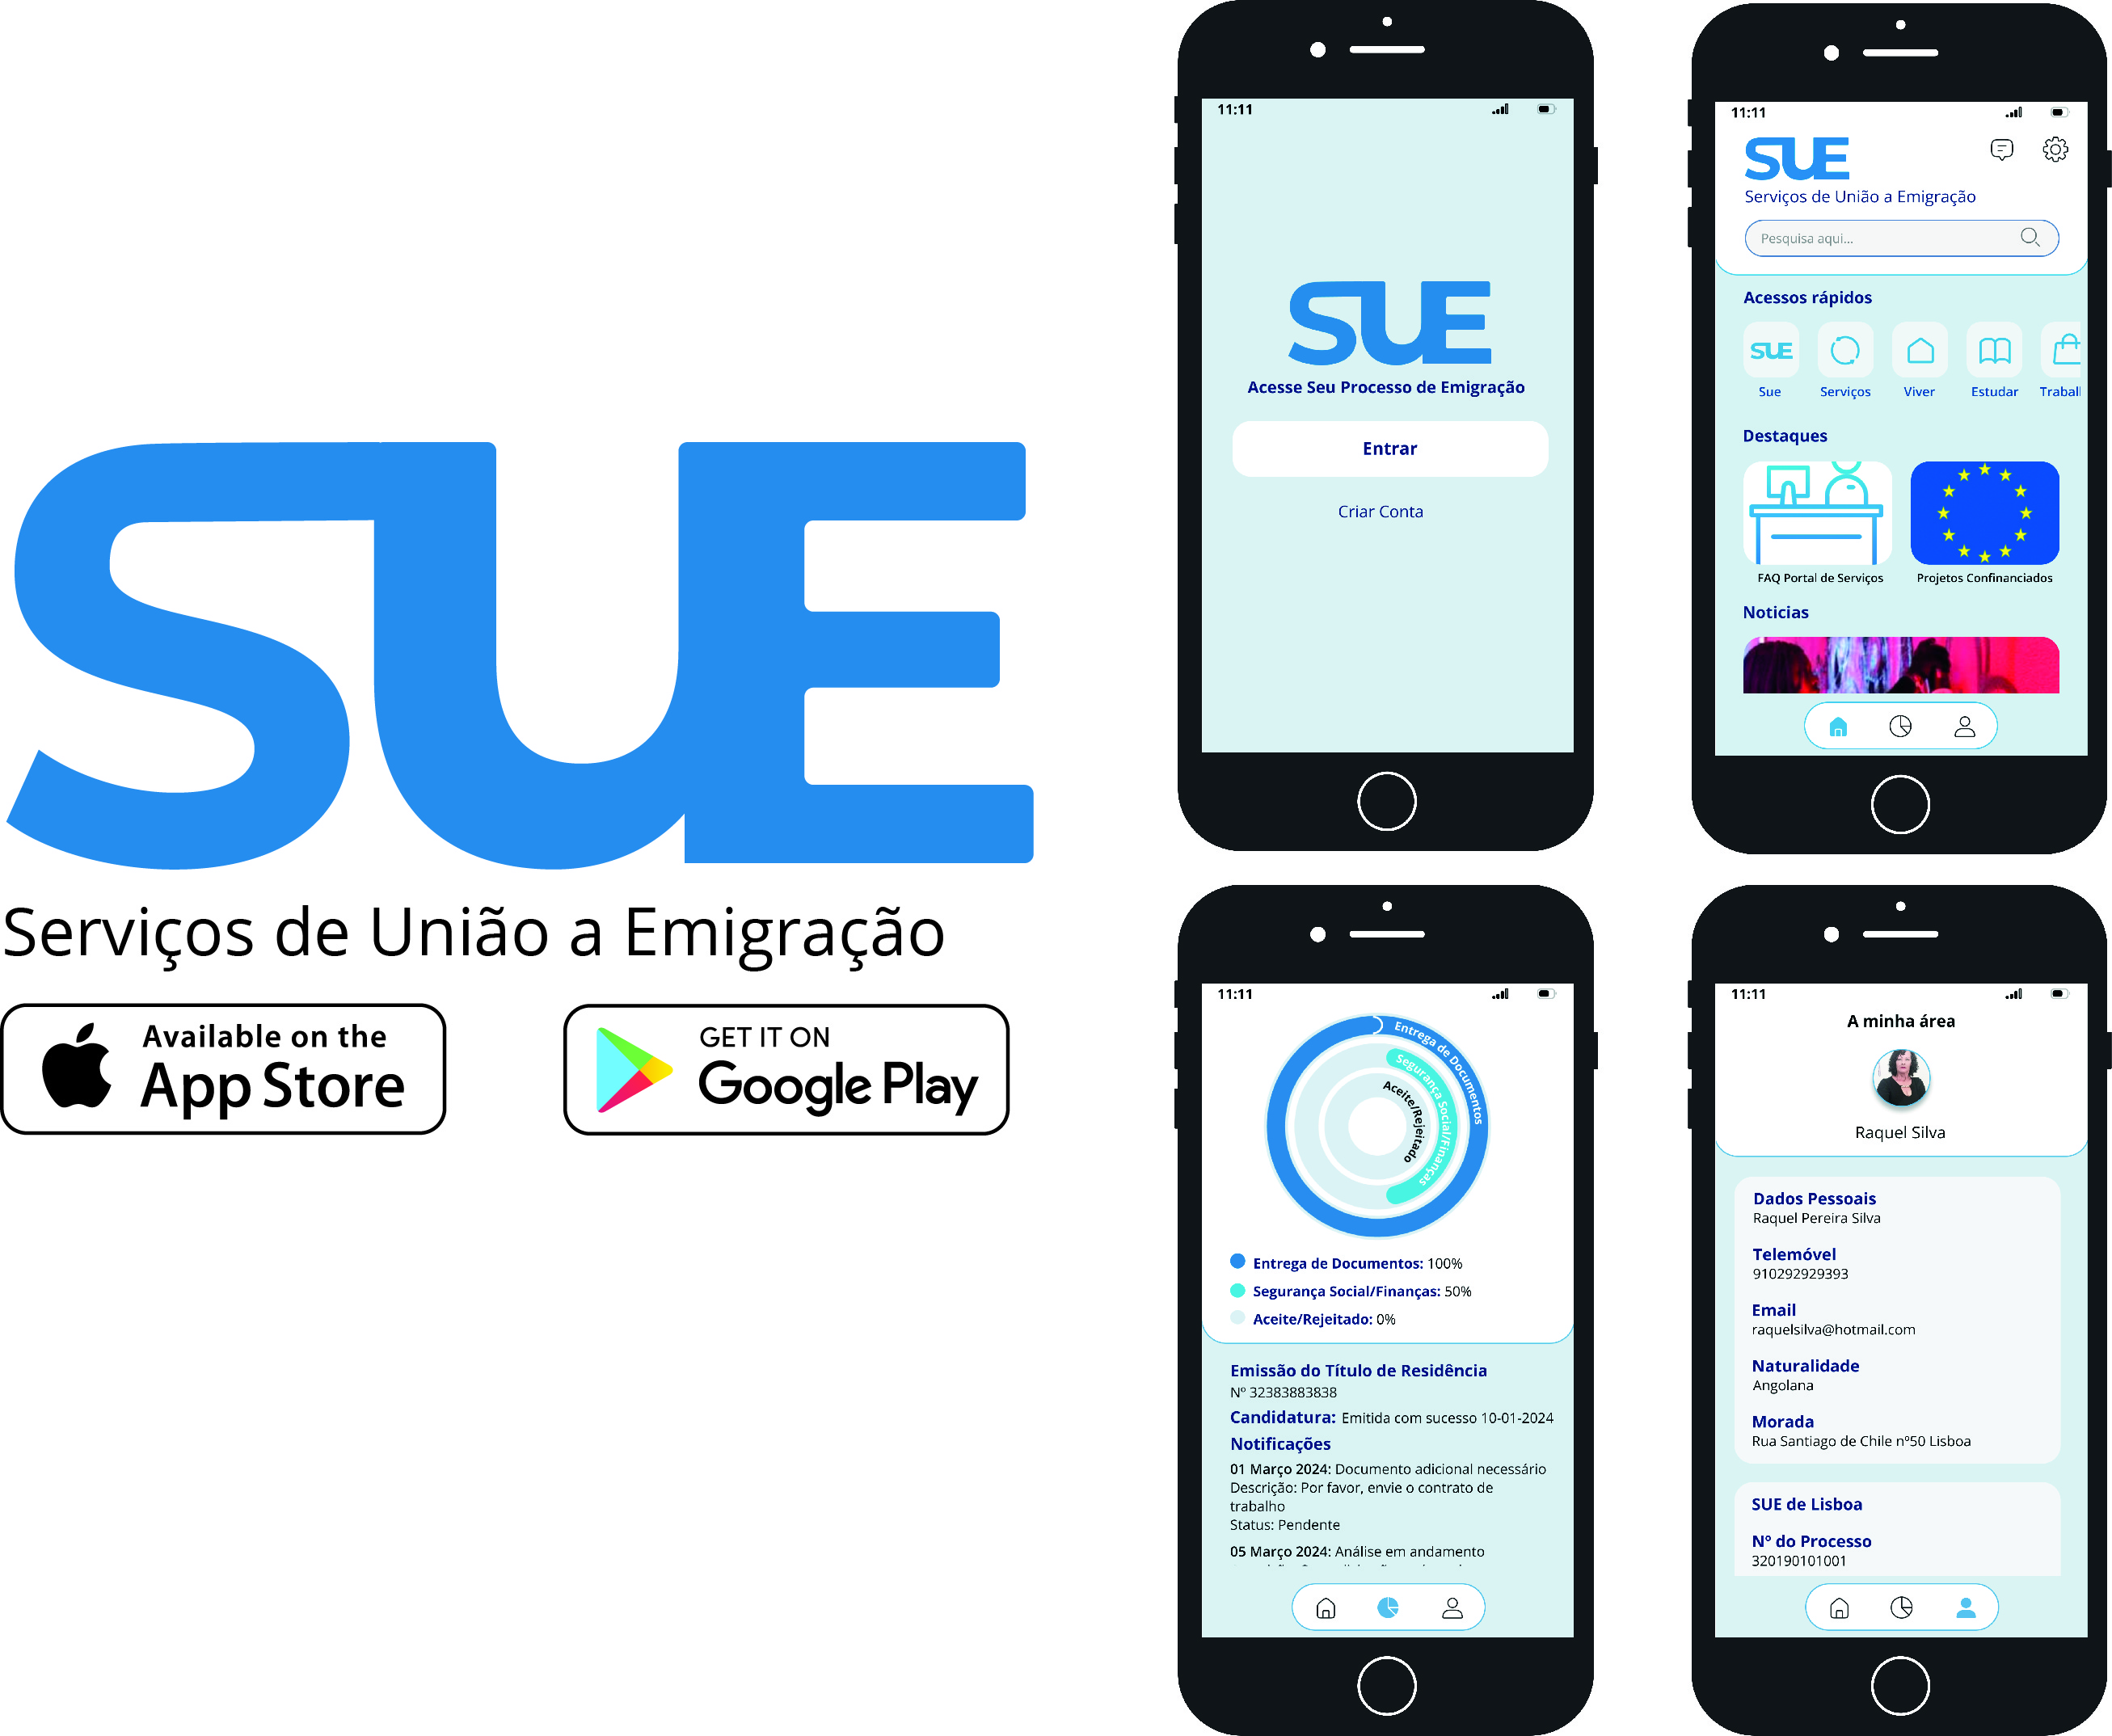 SUE
Serviços de União a Emigração
Available on the
App Store
GET IT ON
Google Play
11:11
SUE
Acesse Seu Processo de Emigração
Entrar
Criar Conta
11:11
SUE
Serviços de União a Emigração
Pesquisa aqui...
Acessos rápidos
SUE
Sue Serviços Viver Estudar Traball
Destaques
FAQ Portal de Serviços Projetos Confinanciados
Noticias
11:11
Entrega de Documentos
Segurança Social/Finanças
Aceite/Rejeitado
Entrega de Documentos: 100%
Segurança Social/Finanças: 50%
Aceite/Rejeitado: 0%
Emissão do Título de Residência
Nº 32383883838
Candidatura: Emitida com sucesso 10-01-2024
Notificações
01 Março 2024: Documento adicional necessário
Descrição: Por favor, envie o contrato de
trabalho
Status: Pendente
05 Março 2024: Análise em andamento
11:11
A minha área
Raquel Silva
Dados Pessoais
Raquel Pereira Silva
Telemóvel
910292929393
Email
raquelsilva@hotmail.com
Naturalidade
Angolana
Morada
Rua Santiago de Chile nº50 Lisboa
SUE de Lisboa
Nº do Processo
320190101001